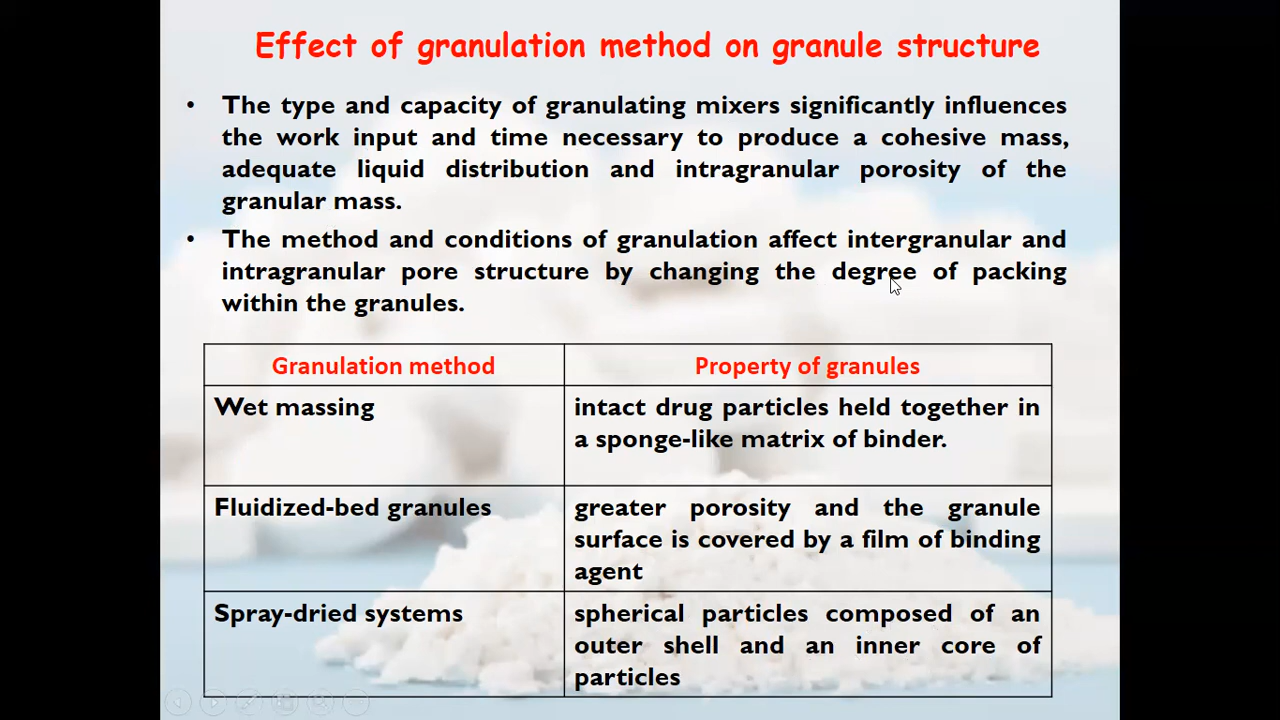 Effect of granulation method on granule structure
• The type and capacity of granulating mixers significantly influences
the work input and time necessary to produce a cohesive mass,
adequate liquid distribution and intragranular porosity of the
granular mass.
• The method and conditions of granulation affect intergranular and
intragranular pore structure by changing the degree of packing
within the granules.
Granulation method
Property of granules
Wet massing
intact drug particles held together in
a sponge-like matrix of binder.
Fluidized-bed granules
greater porosity and the granule
surface is covered by a film of binding
agent
Spray-dried systems
spherical particles composed of an
outer shell and an inner core of
particles